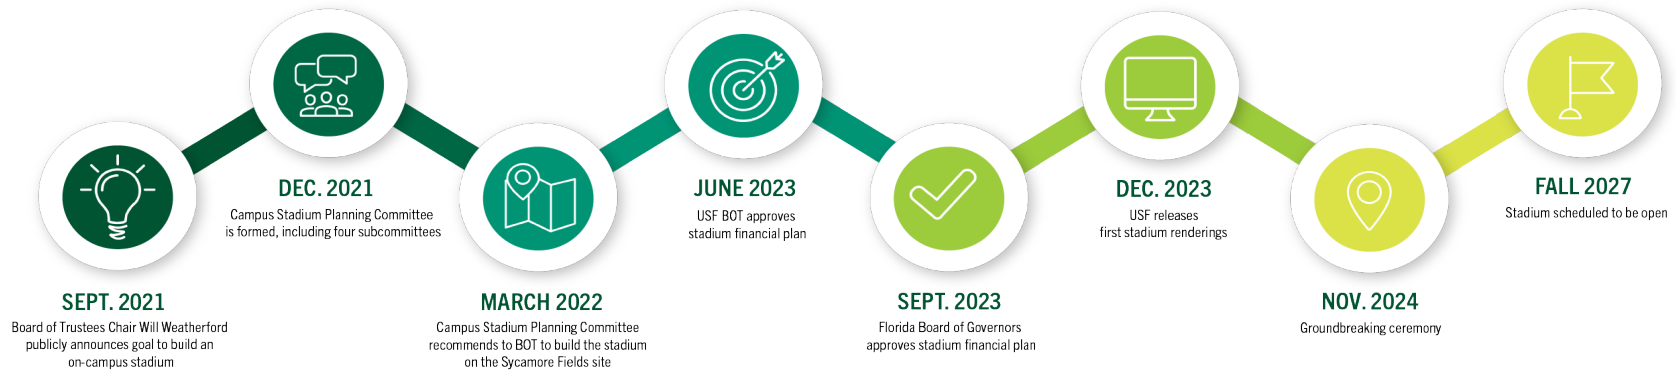 SEPT. 2021
Board of Trustees Chair Will Weatherford
publicly announces goal to build an
on-campus stadium
DEC. 2021
Campus Stadium Planning Committee
is formed, including four subcommittees
MARCH 2022
Campus Stadium Planning Committee
recommends to BOT to build the stadium
on the Sycamore Fields site
JUNE 2023
USF BOT approves
stadium financial plan
SEPT. 2023
Florida Board of Governors
approves stadium financial plan
DEC. 2023
USF releases
first stadium renderings
NOV. 2024
Groundbreaking ceremony
FALL 2027
Stadium scheduled to be open